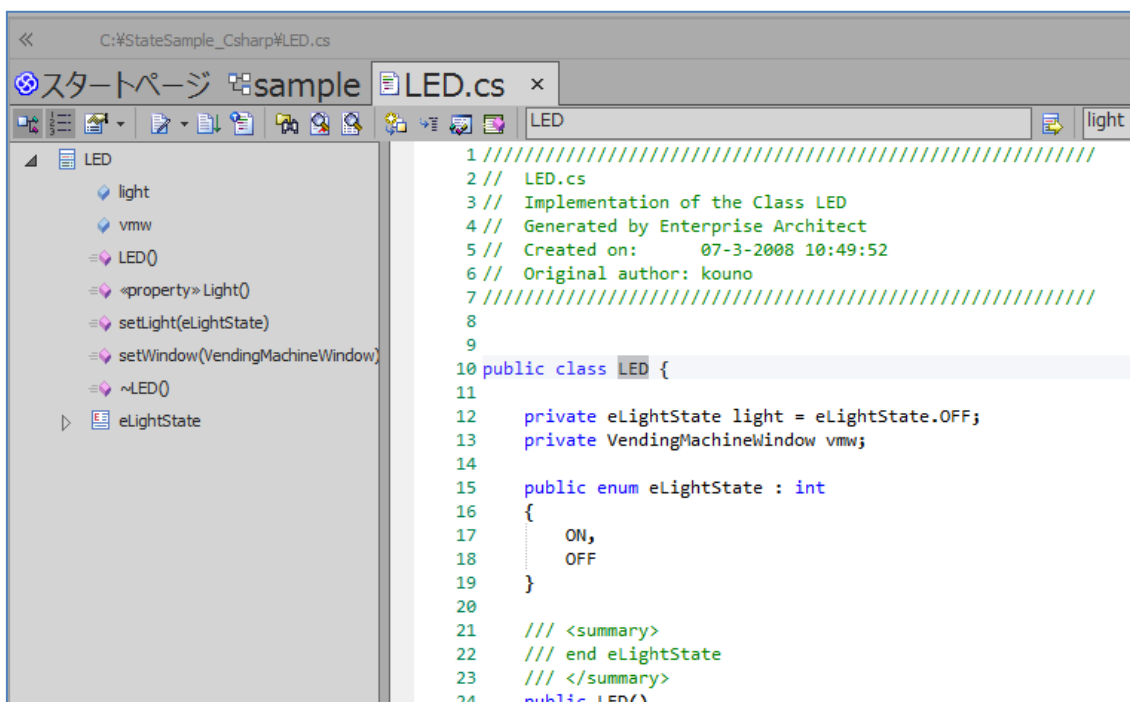 C:¥StateSample_Csharp¥LED.cs
スタートページ sample LED.cs ×
LED light
LED
light
vmw
LED()
«property» Light()
setLight(eLightState)
setWindow(VendingMachineWindow)
~LED()
eLightState
1 ///////////////////////////////////////////////////////////
2 //  LED.cs
3 //  Implementation of the Class LED
4 //  Generated by Enterprise Architect
5 //  Created on:      07-3-2008 10:49:52
6 //  Original author: kouno
7 ///////////////////////////////////////////////////////////
8
9
10 public class LED {
11
12     private eLightState light = eLightState.OFF;
13     private VendingMachineWindow vmw;
14
15     public enum eLightState : int
16     {
17         ON,
18         OFF
19     }
20
21     /// <summary>
22     /// end eLightState
23     /// </summary>
24     public LED()